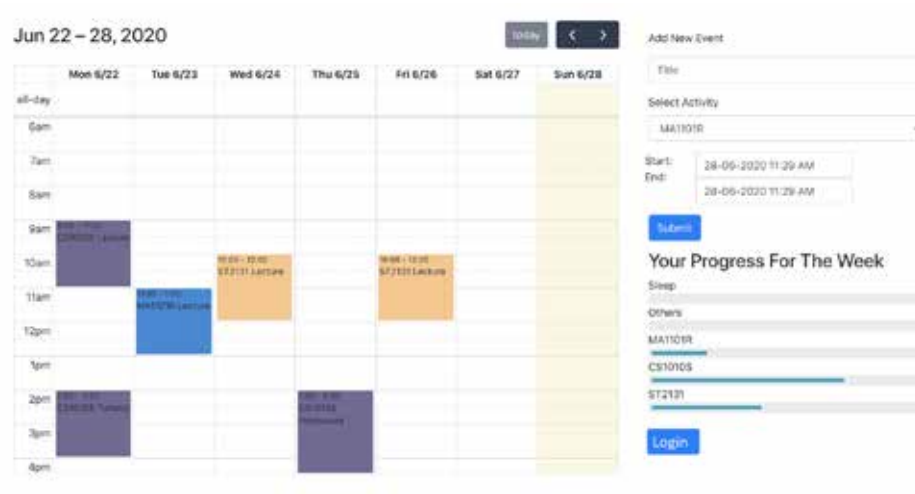 Jun 22 – 28, 2020
today
Mon 6/22 Tue 6/23 Wed 6/24 Thu 6/25 Fri 6/26 Sat 6/27 Sun 6/28
all-day
6am
7am
8am
9am
10am
11am
12pm
1pm
2pm
3pm
4pm
ST2131 Lecture
ST2131 Lecture
Add New Event
Title
Select Activity
MA1101R
Start: 28-06-2020 11:29 AM
End: 28-06-2020 11:29 AM
Submit
Your Progress For The Week
Sleep
Others
MA1101R
CS1010S
ST2131
Login